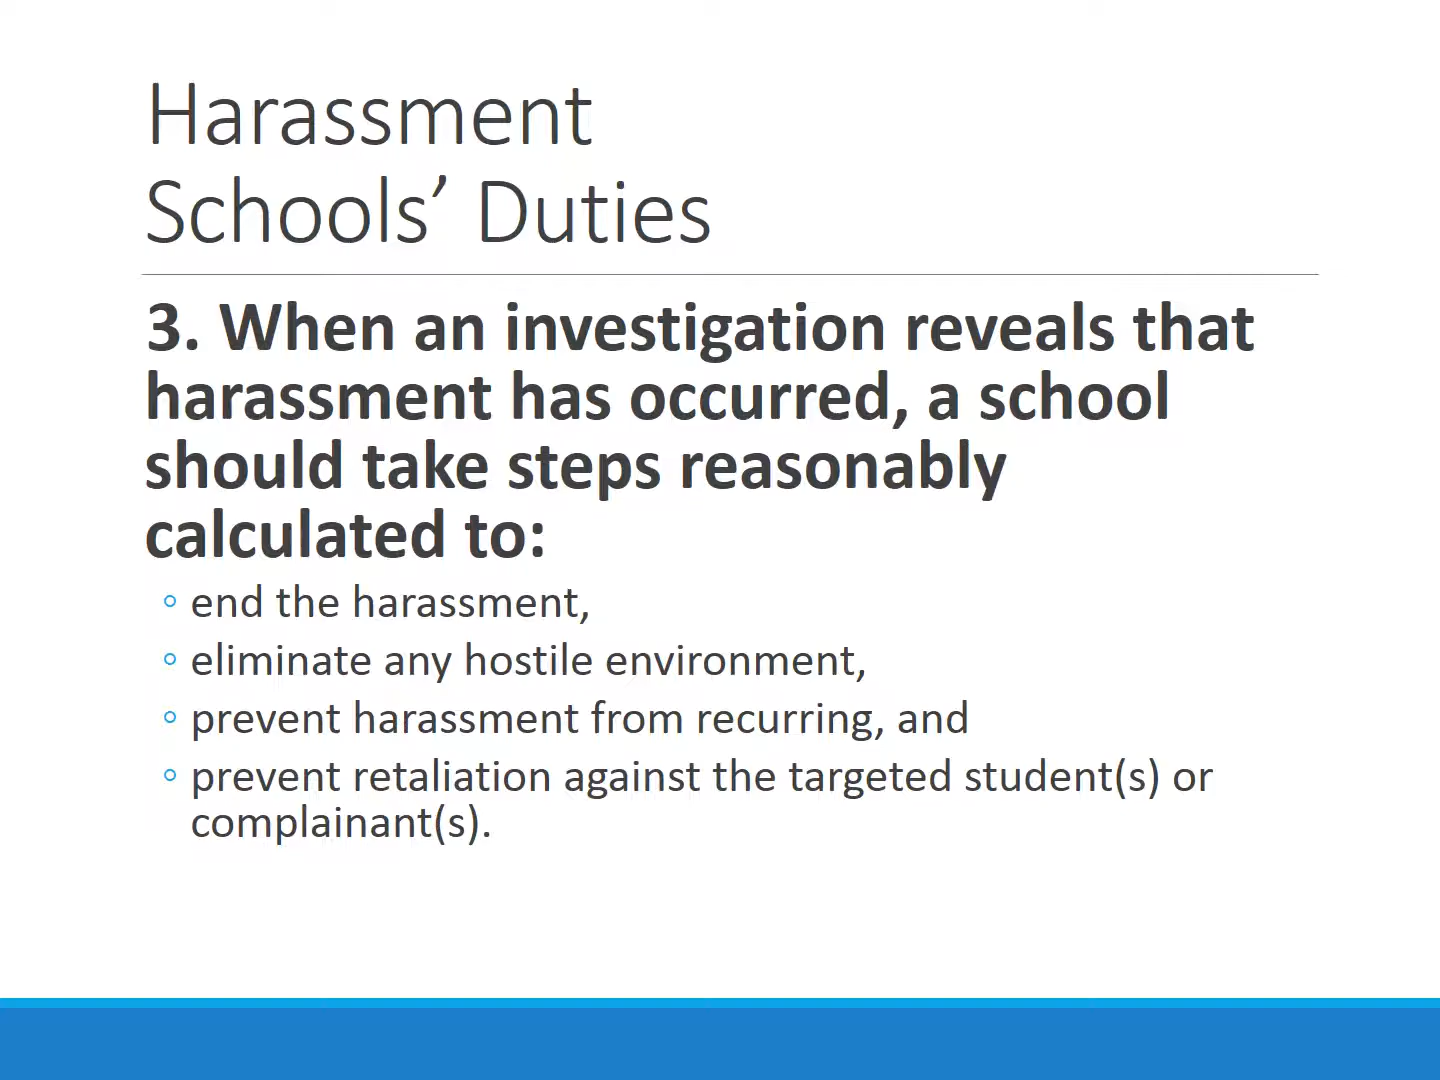 Harassment
Schools’ Duties
3. When an investigation reveals that
harassment has occurred, a school
should take steps reasonably
calculated to:
◦ end the harassment,
◦ eliminate any hostile environment,
◦ prevent harassment from recurring, and
◦ prevent retaliation against the targeted student(s) or
complainant(s).